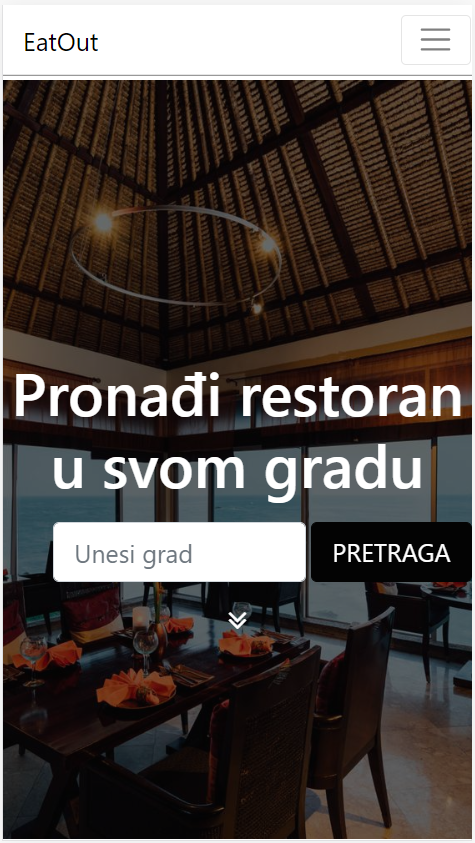 EatOut
Pronađi restoran
u svom gradu
Unesi grad
PRETRAGA